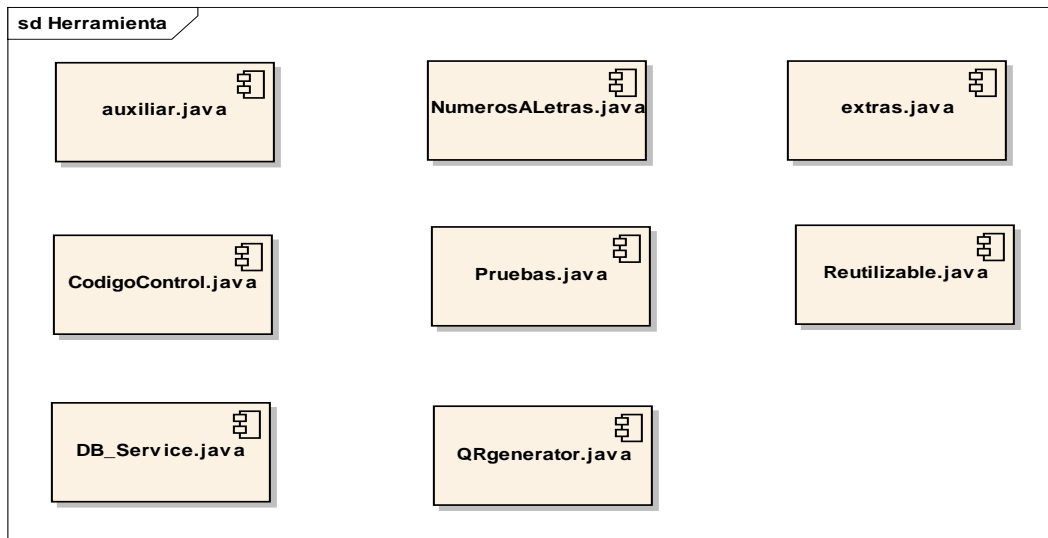 sd Herramienta
auxiliar.java
NumerosALetras.java
extras.java
CodigoControl.java
Pruebas.java
Reutilizable.java
DB_Service.java
QRgenerator.java